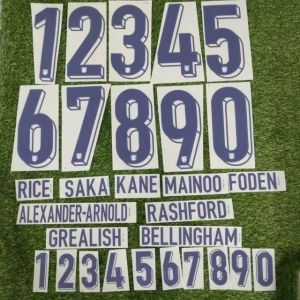 12345
67890
RICE SAKA KANE MAINOO FODEN
ALEXANDER-ARNOLD RASHFORD
GREALISH BELLINGHAM
1234567890